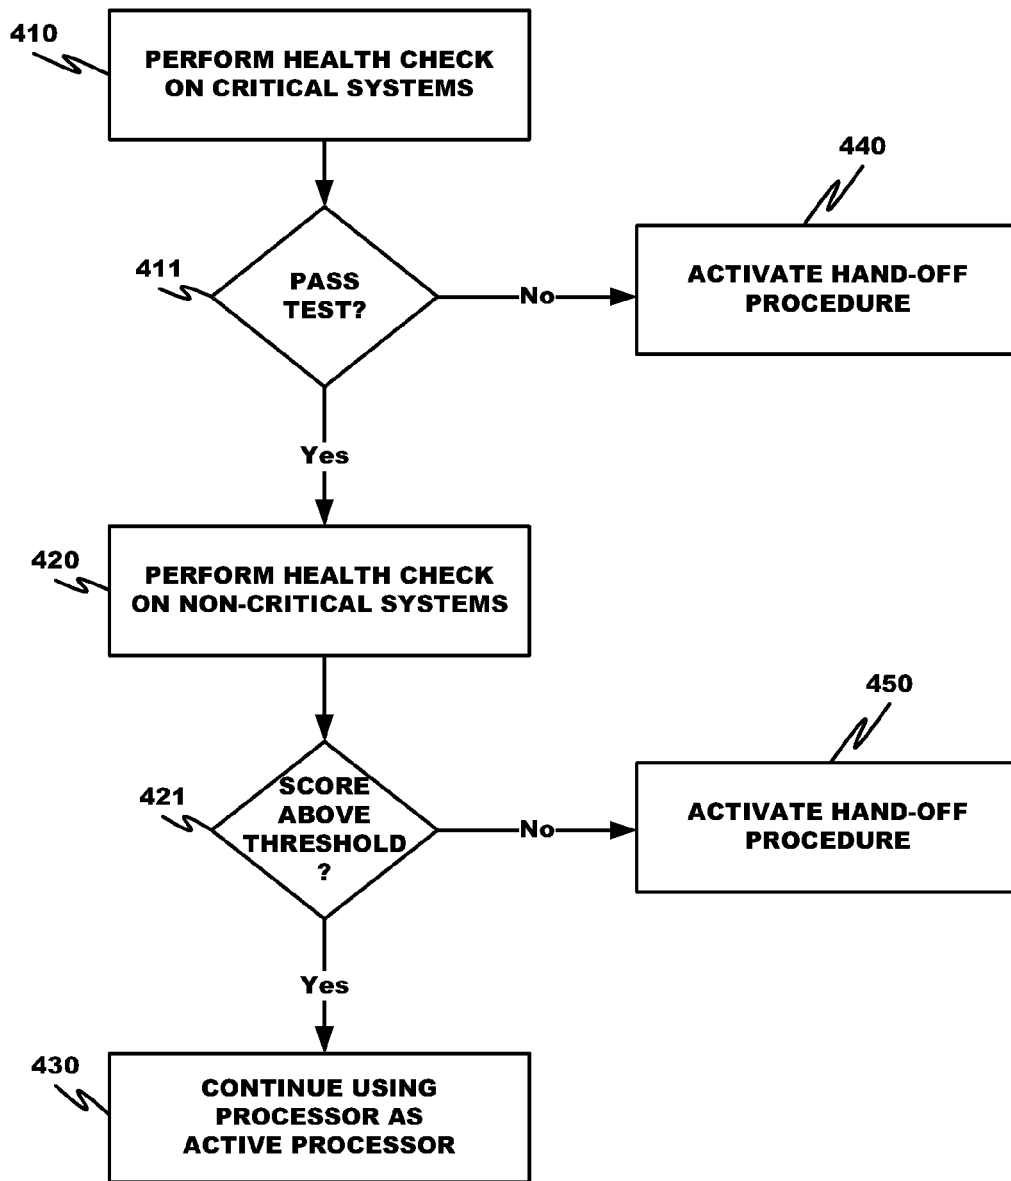 410
PERFORM HEALTH CHECK
ON CRITICAL SYSTEMS
440
411
PASS
TEST?
No
ACTIVATE HAND-OFF
PROCEDURE
Yes
420
PERFORM HEALTH CHECK
ON NON-CRITICAL SYSTEMS
450
421
SCORE
ABOVE
THRESHOLD
?
No
ACTIVATE HAND-OFF
PROCEDURE
Yes
430
CONTINUE USING
PROCESSOR AS
ACTIVE PROCESSOR